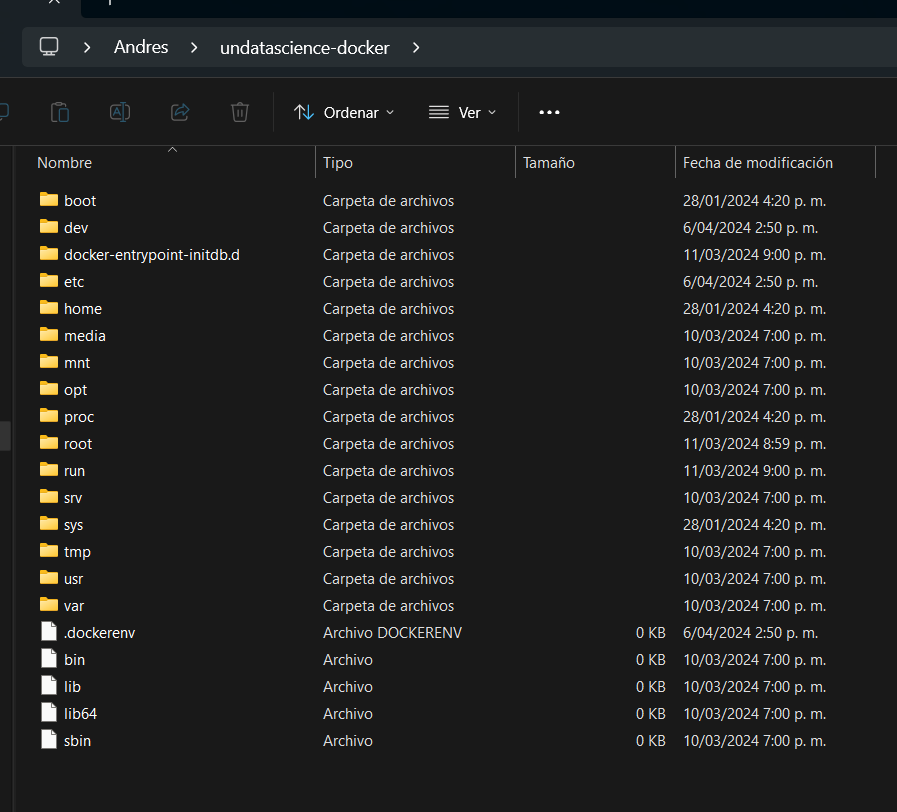 Andres > undatascience-docker >
Ordenar Ver
Nombre Tipo Tamaño Fecha de modificación
boot Carpeta de archivos 28/01/2024 4:20 p. m.
dev Carpeta de archivos 6/04/2024 2:50 p. m.
docker-entrypoint-initdb.d Carpeta de archivos 11/03/2024 9:00 p. m.
etc Carpeta de archivos 6/04/2024 2:50 p. m.
home Carpeta de archivos 28/01/2024 4:20 p. m.
media Carpeta de archivos 10/03/2024 7:00 p. m.
mnt Carpeta de archivos 10/03/2024 7:00 p. m.
opt Carpeta de archivos 10/03/2024 7:00 p. m.
proc Carpeta de archivos 28/01/2024 4:20 p. m.
root Carpeta de archivos 11/03/2024 8:59 p. m.
run Carpeta de archivos 11/03/2024 9:00 p. m.
srv Carpeta de archivos 10/03/2024 7:00 p. m.
sys Carpeta de archivos 28/01/2024 4:20 p. m.
tmp Carpeta de archivos 10/03/2024 7:00 p. m.
usr Carpeta de archivos 10/03/2024 7:00 p. m.
var Carpeta de archivos 10/03/2024 7:00 p. m.
.dockerenv Archivo DOCKERENV 0 KB 6/04/2024 2:50 p. m.
bin Archivo 0 KB 10/03/2024 7:00 p. m.
lib Archivo 0 KB 10/03/2024 7:00 p. m.
lib64 Archivo 0 KB 10/03/2024 7:00 p. m.
sbin Archivo 0 KB 10/03/2024 7:00 p. m.